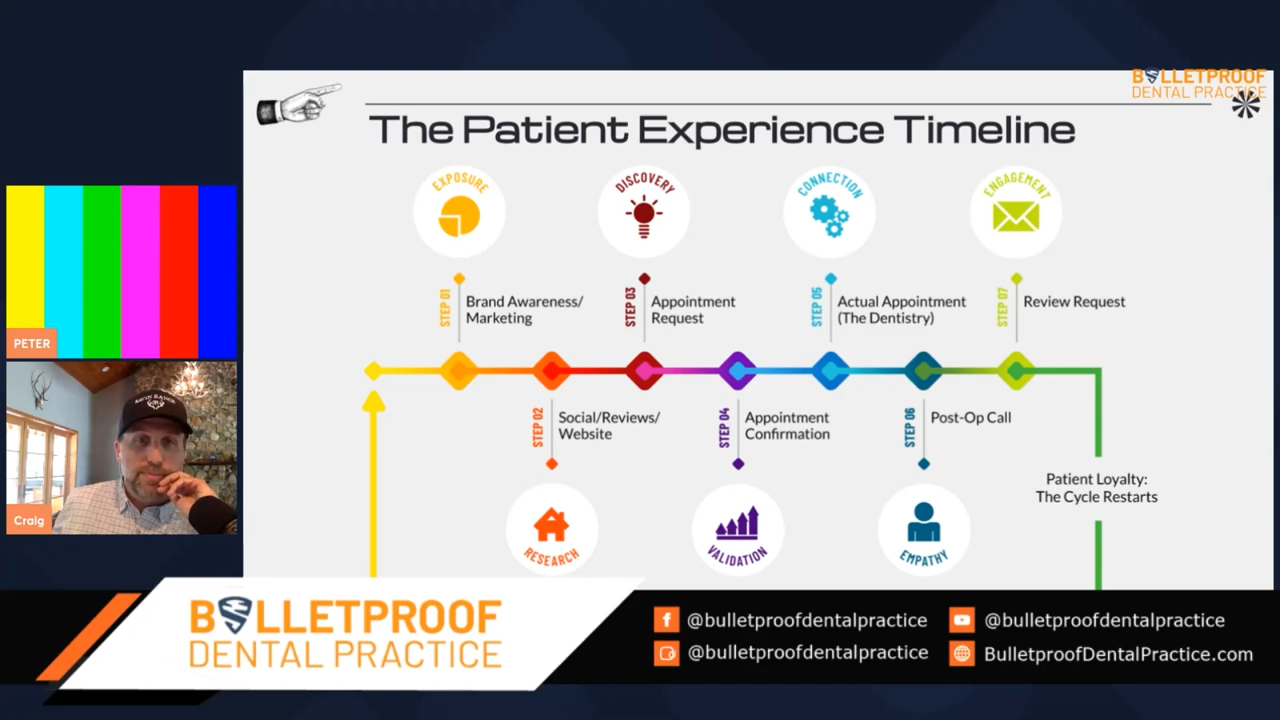 BULLETPROOF
DENTAL PRACTICE
The Patient Experience Timeline
EXPOSURE
DISCOVERY
CONNECTION
ENGAGEMENT
STEP 01
Brand Awareness/
Marketing
STEP 03
Appointment
Request
STEP 05
Actual Appointment
(The Dentistry)
STEP 07
Review Request
PETER
STEP 02
Social/Reviews/
Website
STEP 04
Appointment
Confirmation
STEP 06
Post-Op Call
Patient Loyalty:
The Cycle Restarts
RESEARCH
VALIDATION
EMPATHY
Craig
BULLETPROOF
DENTAL PRACTICE
@bulletproofdentalpractice
@bulletproofdentalpractice
@bulletproofdentalpractice
BulletproofDentalPractice.com